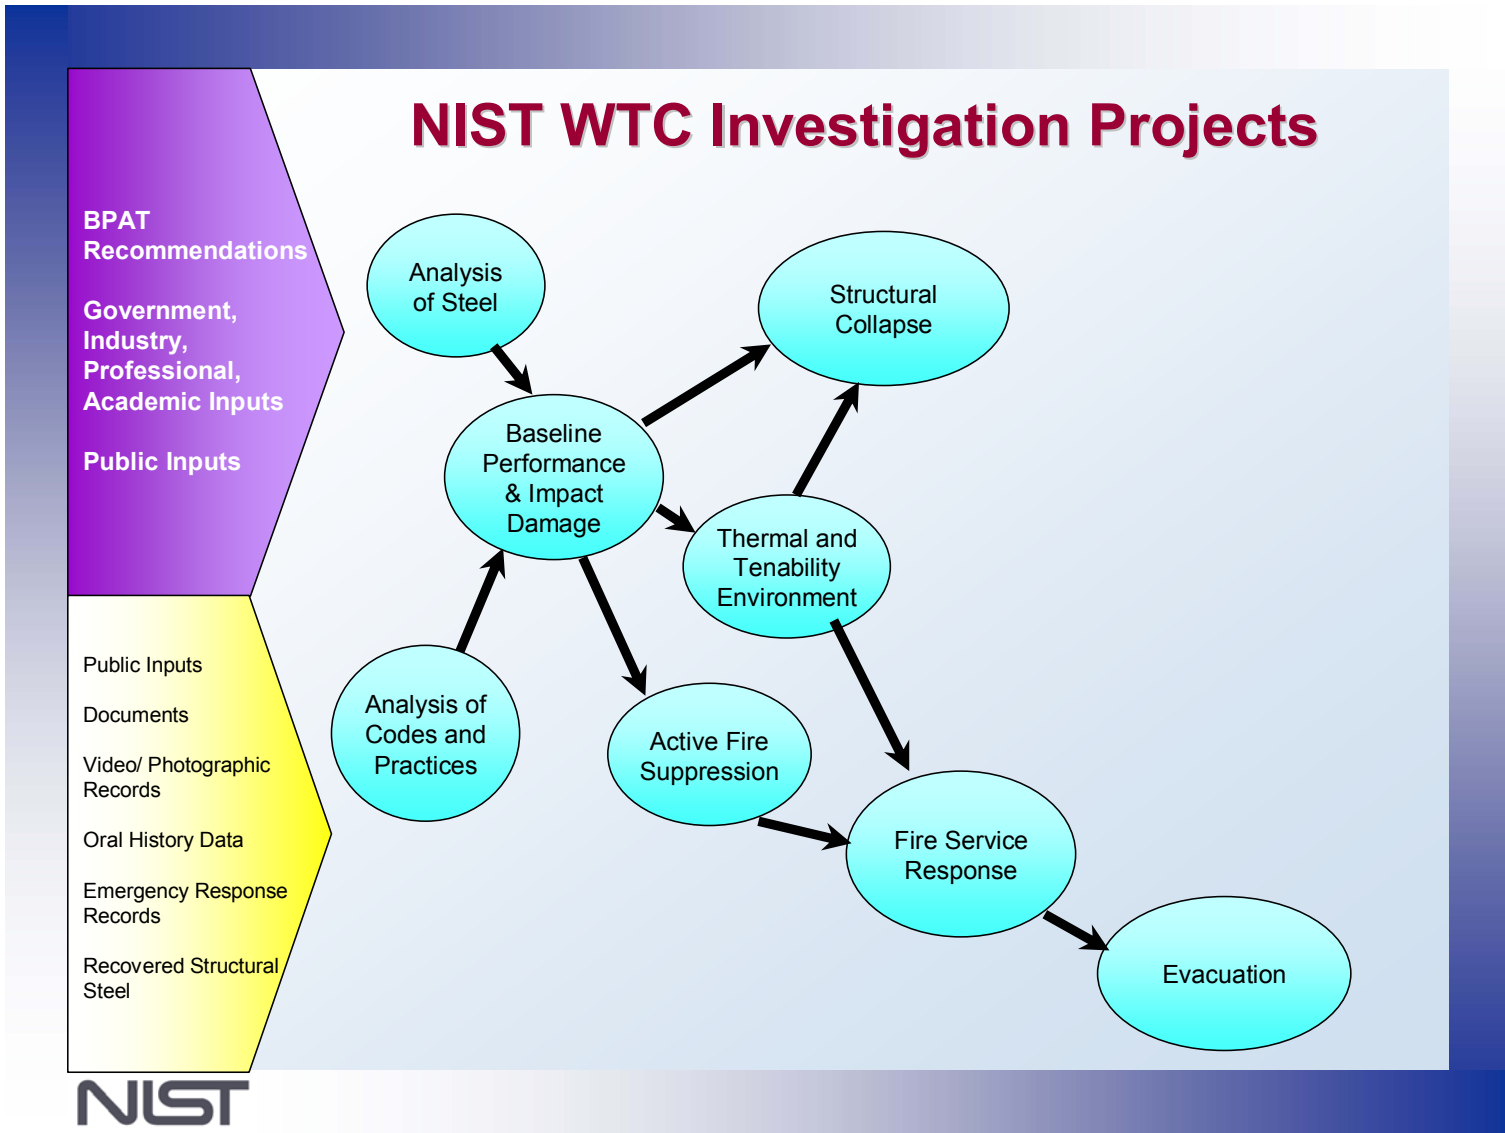 NIST WTC Investigation Projects
BPAT
Recommendations
Government,
Industry,
Professional,
Academic Inputs
Public Inputs
Public Inputs
Documents
Video/ Photographic
Records
Oral History Data
Emergency Response
Records
Recovered Structural
Steel
Analysis
of Steel
Structural
Collapse
Baseline
Performance
& Impact
Damage
Thermal and
Tenability
Environment
Analysis of
Codes and
Practices
Active Fire
Suppression
Fire Service
Response
Evacuation
NIST